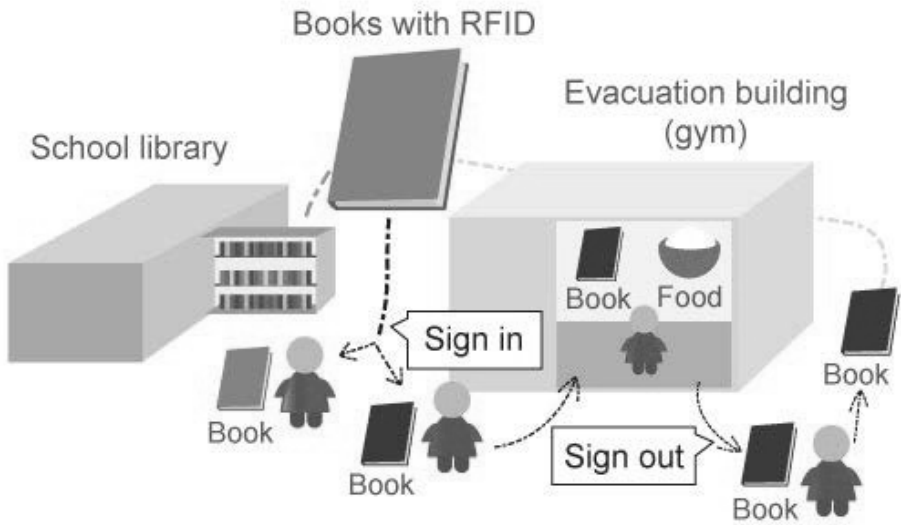 Books with RFID
Evacuation building
(gym)
School library
Book
Food
Sign in
Book
Book
Book
Sign out
Book